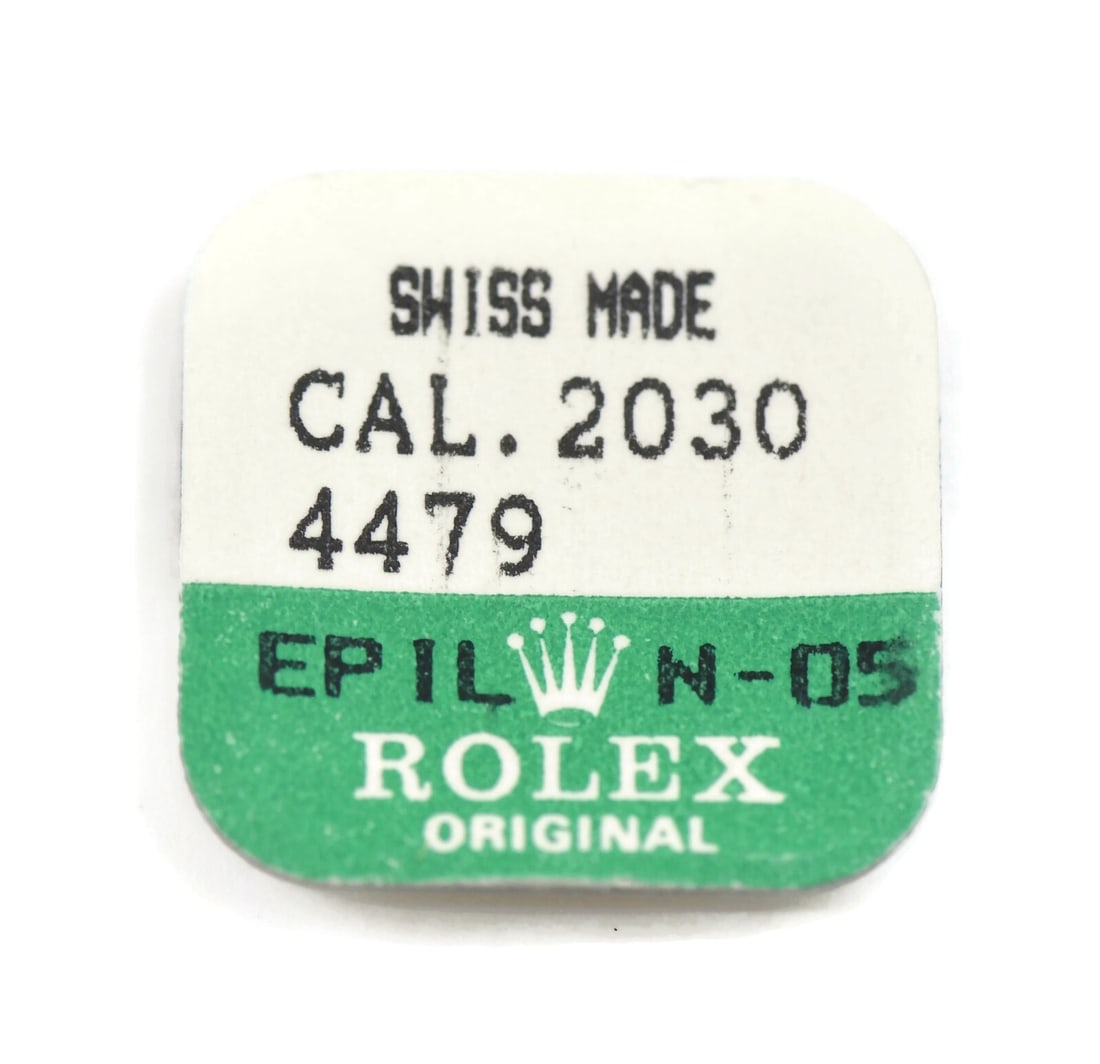 SWISS MADE
CAL. 2030
4479
EPIL N-05
ROLEX
ORIGINAL